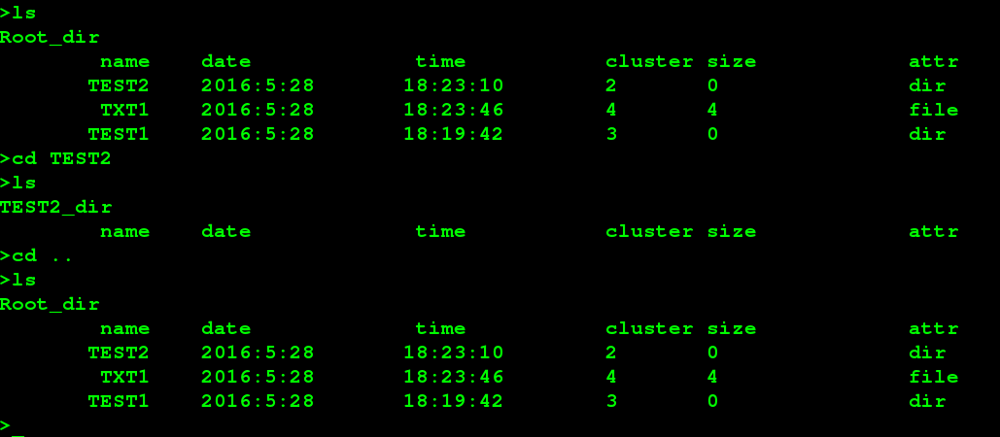 >ls
Root_dir
name date time cluster size attr
TEST2 2016:5:28 18:23:10 2 0 dir
TXT1 2016:5:28 18:23:46 4 4 file
TEST1 2016:5:28 18:19:42 3 0 dir
>cd TEST2
>ls
TEST2_dir
name date time cluster size attr
>cd ..
>ls
Root_dir
name date time cluster size attr
TEST2 2016:5:28 18:23:10 2 0 dir
TXT1 2016:5:28 18:23:46 4 4 file
TEST1 2016:5:28 18:19:42 3 0 dir
>_